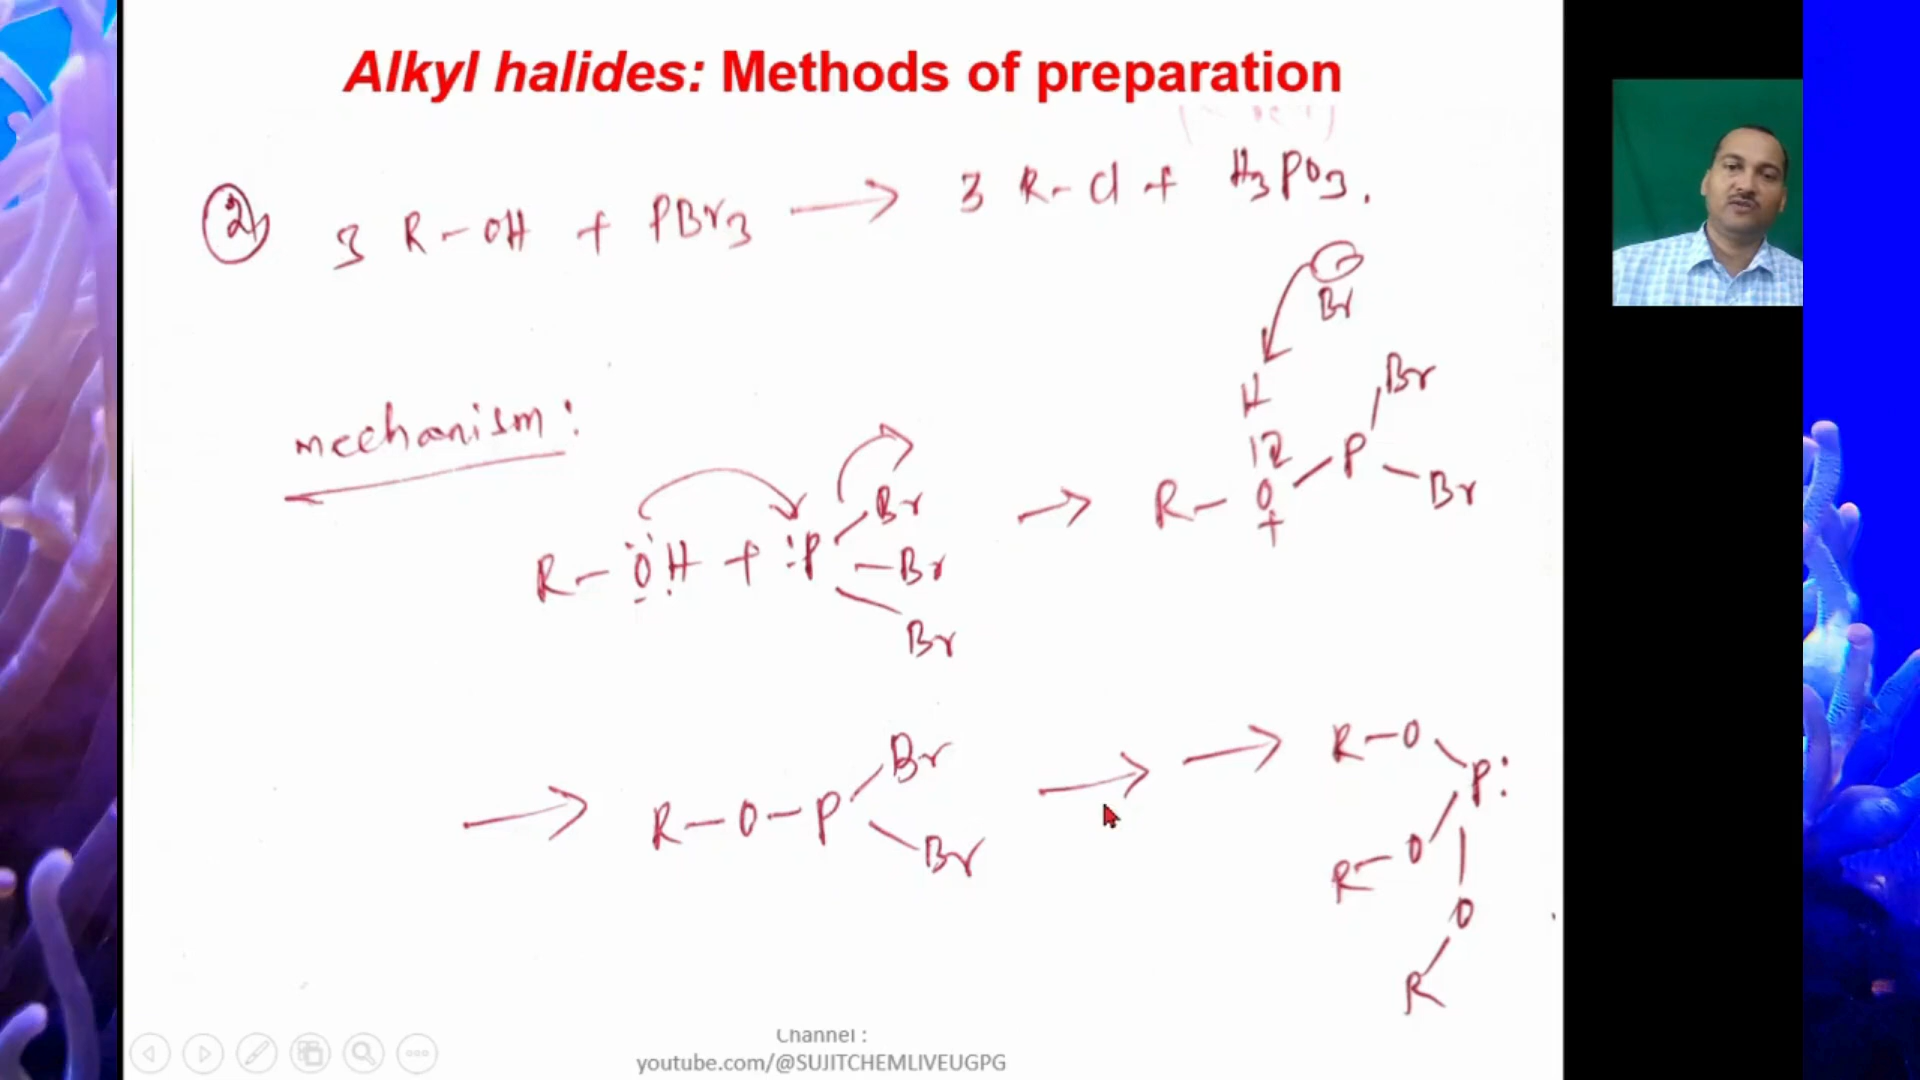 Alkyl halides: Methods of preparation
2) 3 R-OH + PBr3 → 3 R-Cl + H3PO3.
mechanism:
Br
H
Br
R-ÖH + :P Br → R-O-P
+
Br
Br
Br
→ R-O-P Br → → R-O P:
Br
R-O
O
R
Channel :
youtube.com/@SUJITCHEMLIVEUGPG